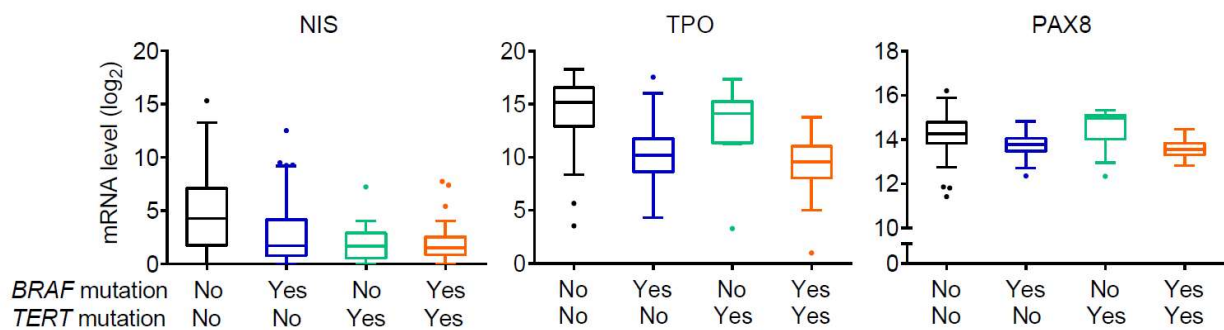 NIS
TPO
PAX8
mRNA level (log₂)
20
15
10
5
0
20
15
10
5
0
18
16
14
12
10
0
BRAF mutation No Yes No Yes No Yes No Yes No Yes No Yes
TERT mutation No No Yes Yes No No Yes Yes No No Yes Yes